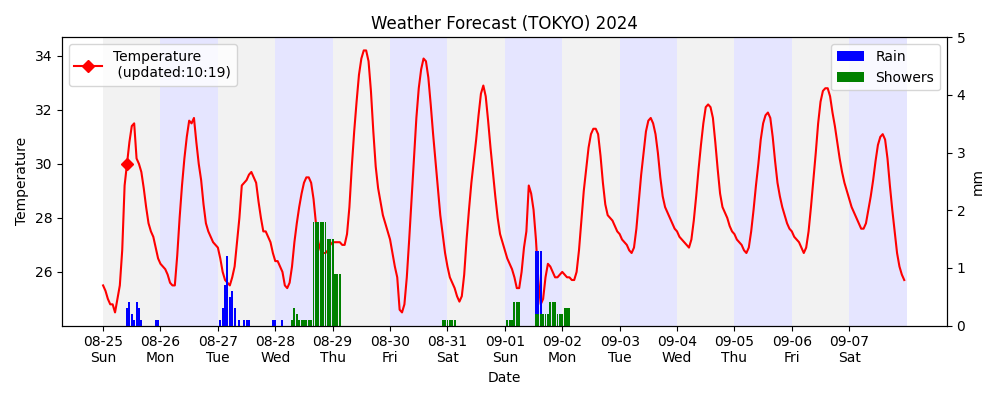 Weather Forecast (TOKYO) 2024
Temperature
(updated:10:19)
Rain
Showers
Temperature
34
32
30
28
26
5
4
3
2
1
0
mm
08-25 08-26 08-27 08-28 08-29 08-30 08-31 09-01 09-02 09-03 09-04 09-05 09-06 09-07
Sun Mon Tue Wed Thu Fri Sat Sun Mon Tue Wed Thu Fri Sat
Date